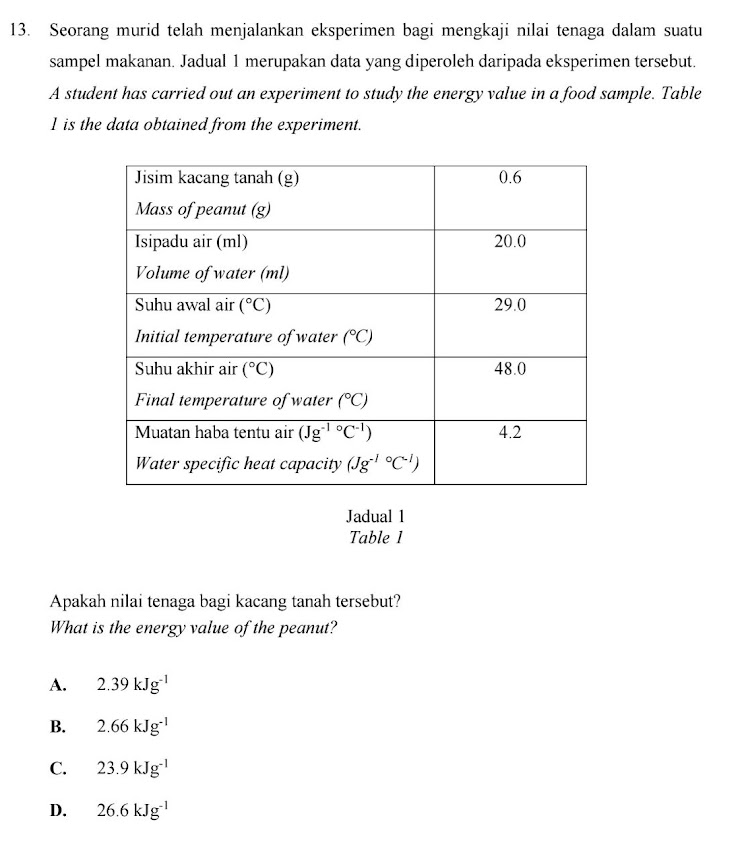 13. Seorang murid telah menjalankan eksperimen bagi mengkaji nilai tenaga dalam suatu
sampel makanan. Jadual 1 merupakan data yang diperoleh daripada eksperimen tersebut.
A student has carried out an experiment to study the energy value in a food sample. Table
1 is the data obtained from the experiment.
Jisim kacang tanah (g) 0.6
Mass of peanut (g)
Isipadu air (ml) 20.0
Volume of water (ml)
Suhu awal air (°C) 29.0
Initial temperature of water (°C)
Suhu akhir air (°C) 48.0
Final temperature of water (°C)
Muatan haba tentu air (Jg⁻¹ °C⁻¹) 4.2
Water specific heat capacity (Jg⁻¹ °C⁻¹)
Jadual 1
Table 1
Apakah nilai tenaga bagi kacang tanah tersebut?
What is the energy value of the peanut?
A. 2.39 kJg⁻¹
B. 2.66 kJg⁻¹
C. 23.9 kJg⁻¹
D. 26.6 kJg⁻¹